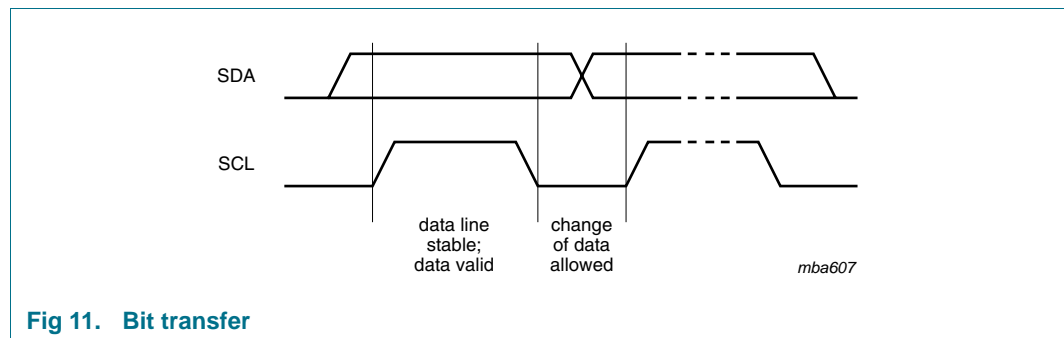 SDA
SCL
data line
stable;
data valid
change
of data
allowed
mba607
Fig 11. Bit transfer